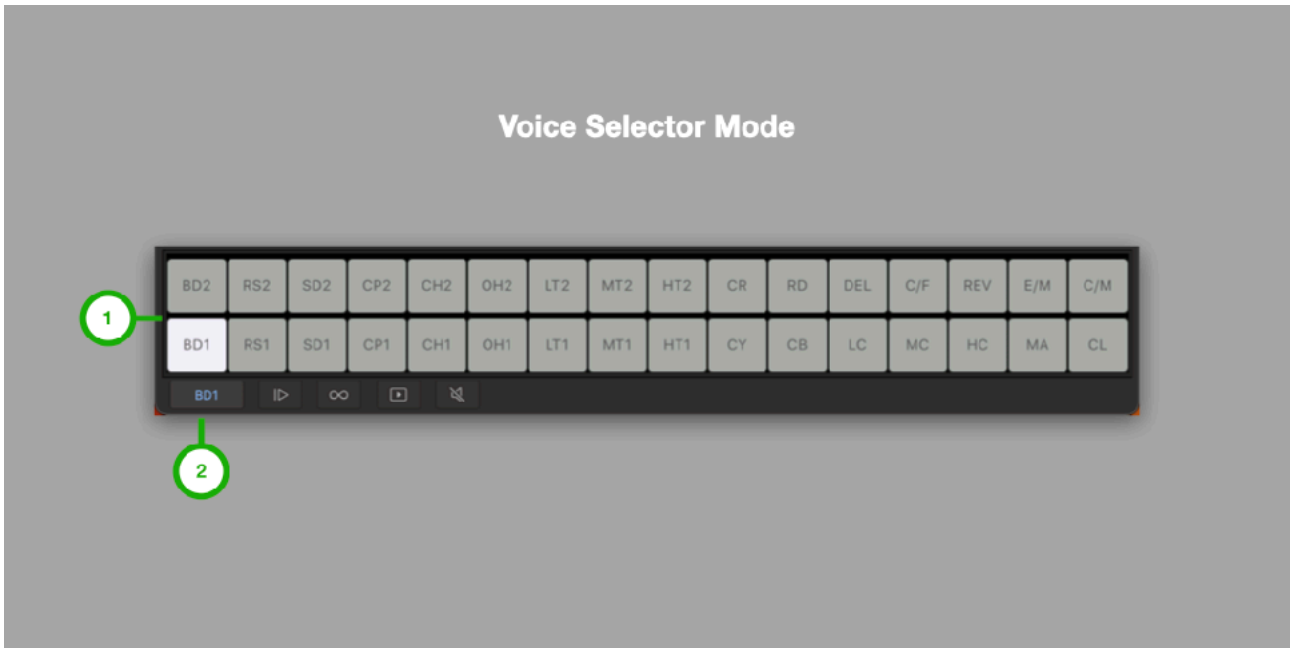 Voice Selector Mode
BD2 RS2 SD2 CP2 CH2 OH2 LT2 MT2 HT2 CR RD DEL C/F REV E/M C/M
1
BD1 RS1 SD1 CP1 CH1 OH1 LT1 MT1 HT1 CY CB LC MC HC MA CL
BD1
2